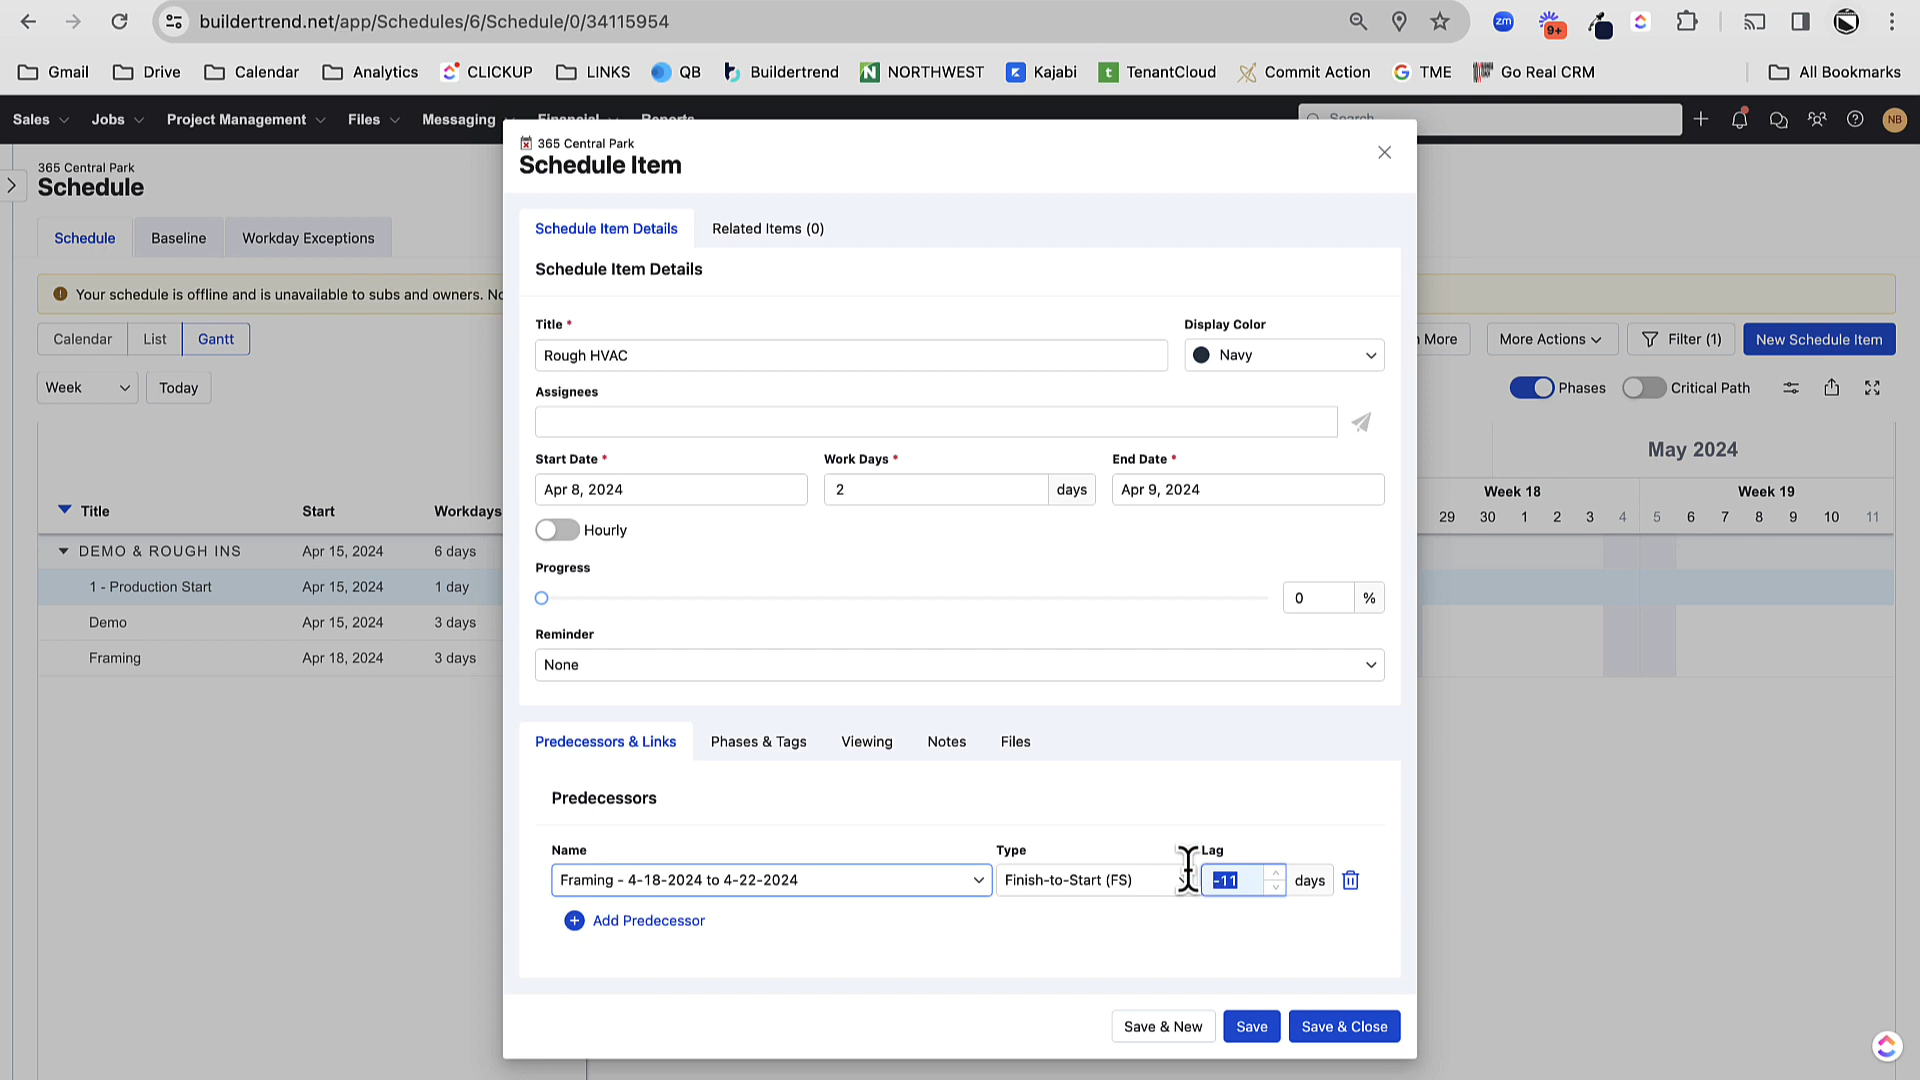 buildertrend.net/app/Schedules/6/Schedule/0/34115954
zm
9+
Gmail
Drive
Calendar
Analytics
CLICKUP
LINKS
QB
Buildertrend
NORTHWEST
Kajabi
TenantCloud
Commit Action
TME
Go Real CRM
All Bookmarks
Sales
Jobs
Project Management
Files
Messaging
Financial
Reports
Search
NB
365 Central Park
Schedule
Schedule
Baseline
Workday Exceptions
Your schedule is offline and is unavailable to subs and owners. No
Calendar
List
Gantt
More
More Actions
Filter (1)
New Schedule Item
Week
Today
Phases
Critical Path
May 2024
Week 18
Week 19
Title
Start
Workdays
29 30 1 2 3 4 5 6 7 8 9 10 11
DEMO & ROUGH INS Apr 15, 2024 6 days
1 - Production Start Apr 15, 2024 1 day
Demo Apr 15, 2024 3 days
Framing Apr 18, 2024 3 days
365 Central Park
Schedule Item
Schedule Item Details
Related Items (0)
Schedule Item Details
Title *
Display Color
Rough HVAC
Navy
Assignees
Start Date *
Work Days *
End Date *
Apr 8, 2024
2
days
Apr 9, 2024
Hourly
Progress
0
%
Reminder
None
Predecessors & Links
Phases & Tags
Viewing
Notes
Files
Predecessors
Name
Type
Lag
Framing - 4-18-2024 to 4-22-2024
Finish-to-Start (FS)
-11
days
Add Predecessor
Save & New
Save
Save & Close